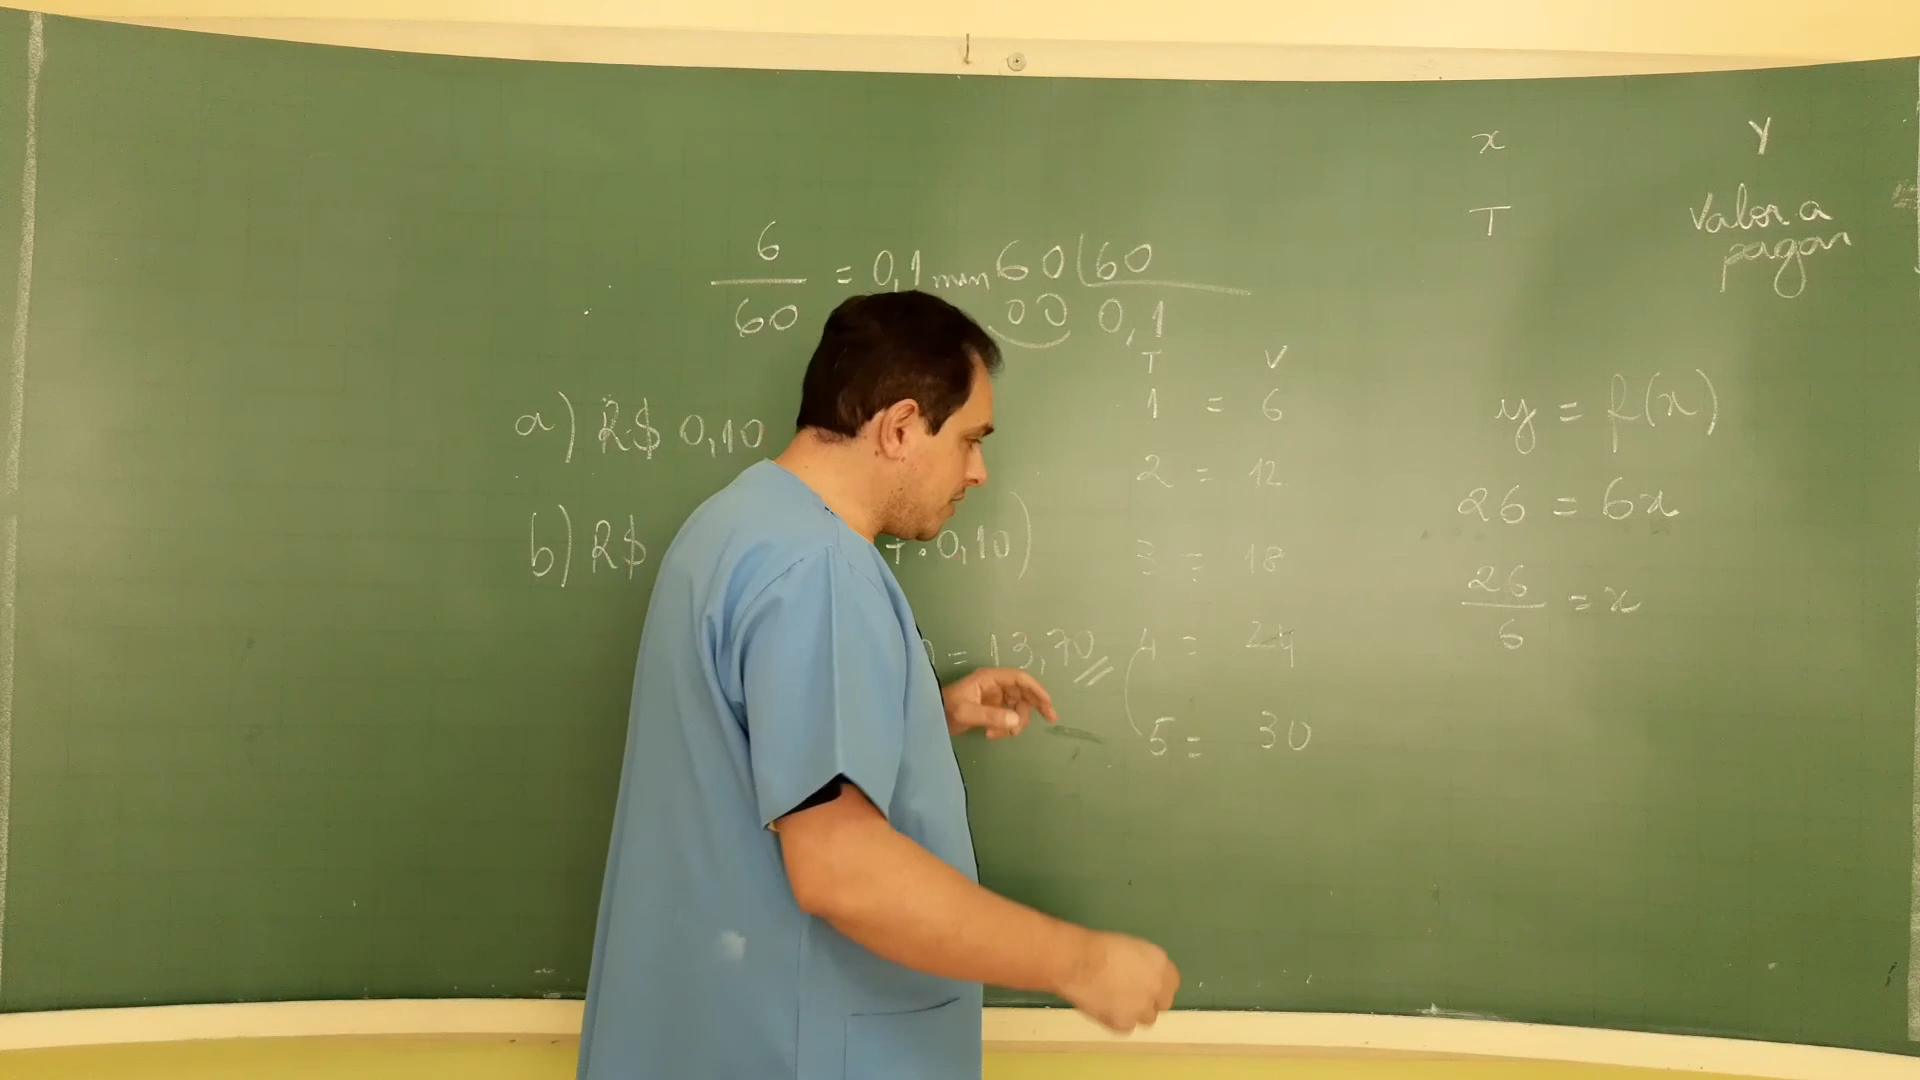 x Y
T Valor a
pagar
6/60 = 0,1 min 60 | 60
00 0,1
T V
1 = 6
2 = 12
3 = 18
4 = 24
5 = 30
a) R$ 0,10
b) R$ T . 0,10)
0 = 13,70
y = f(x)
26 = 6x
26/6 = x